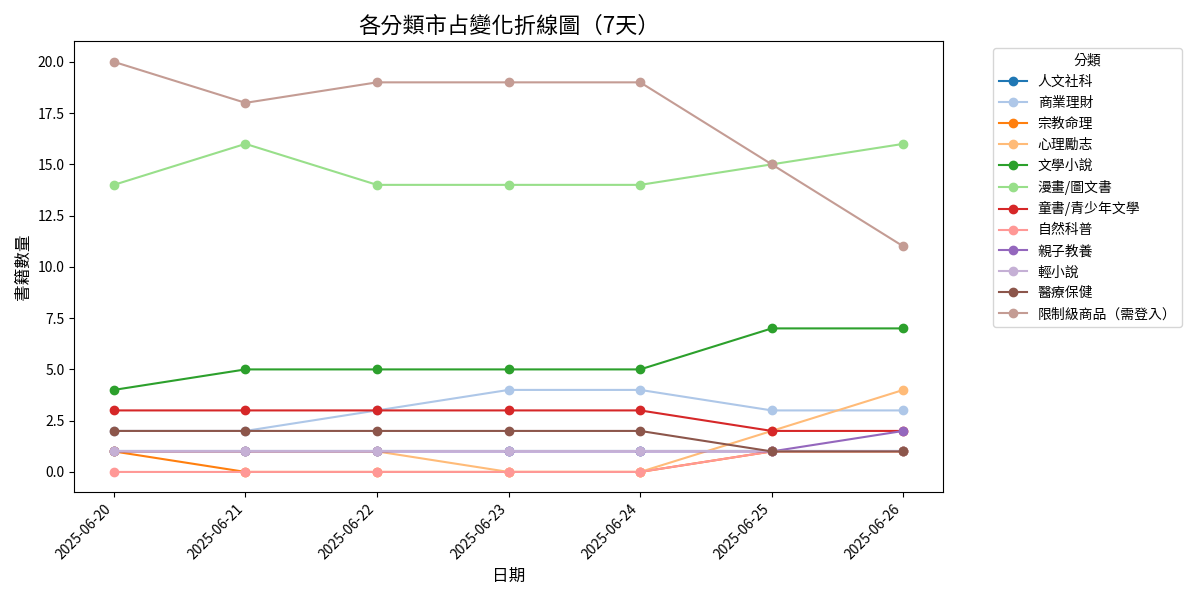 各分類市占變化折線圖（7天）
書籍數量
20.0
17.5
15.0
12.5
10.0
7.5
5.0
2.5
0.0
2025-06-20
2025-06-21
2025-06-22
2025-06-23
2025-06-24
2025-06-25
2025-06-26
日期
分類
人文社科
商業理財
宗教命理
心理勵志
文學小說
漫畫/圖文書
童書/青少年文學
自然科普
親子教養
輕小說
醫療保健
限制級商品（需登入）